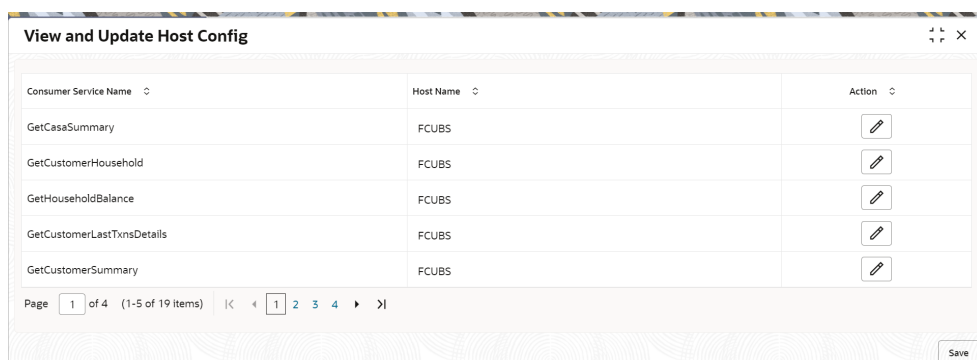 View and Update Host Config
Consumer Service Name Host Name Action
GetCasaSummary FCUBS
GetCustomerHousehold FCUBS
GetHouseholdBalance FCUBS
GetCustomerLastTxnsDetails FCUBS
GetCustomerSummary FCUBS
Page 1 of 4 (1-5 of 19 items) 1 2 3 4
Save